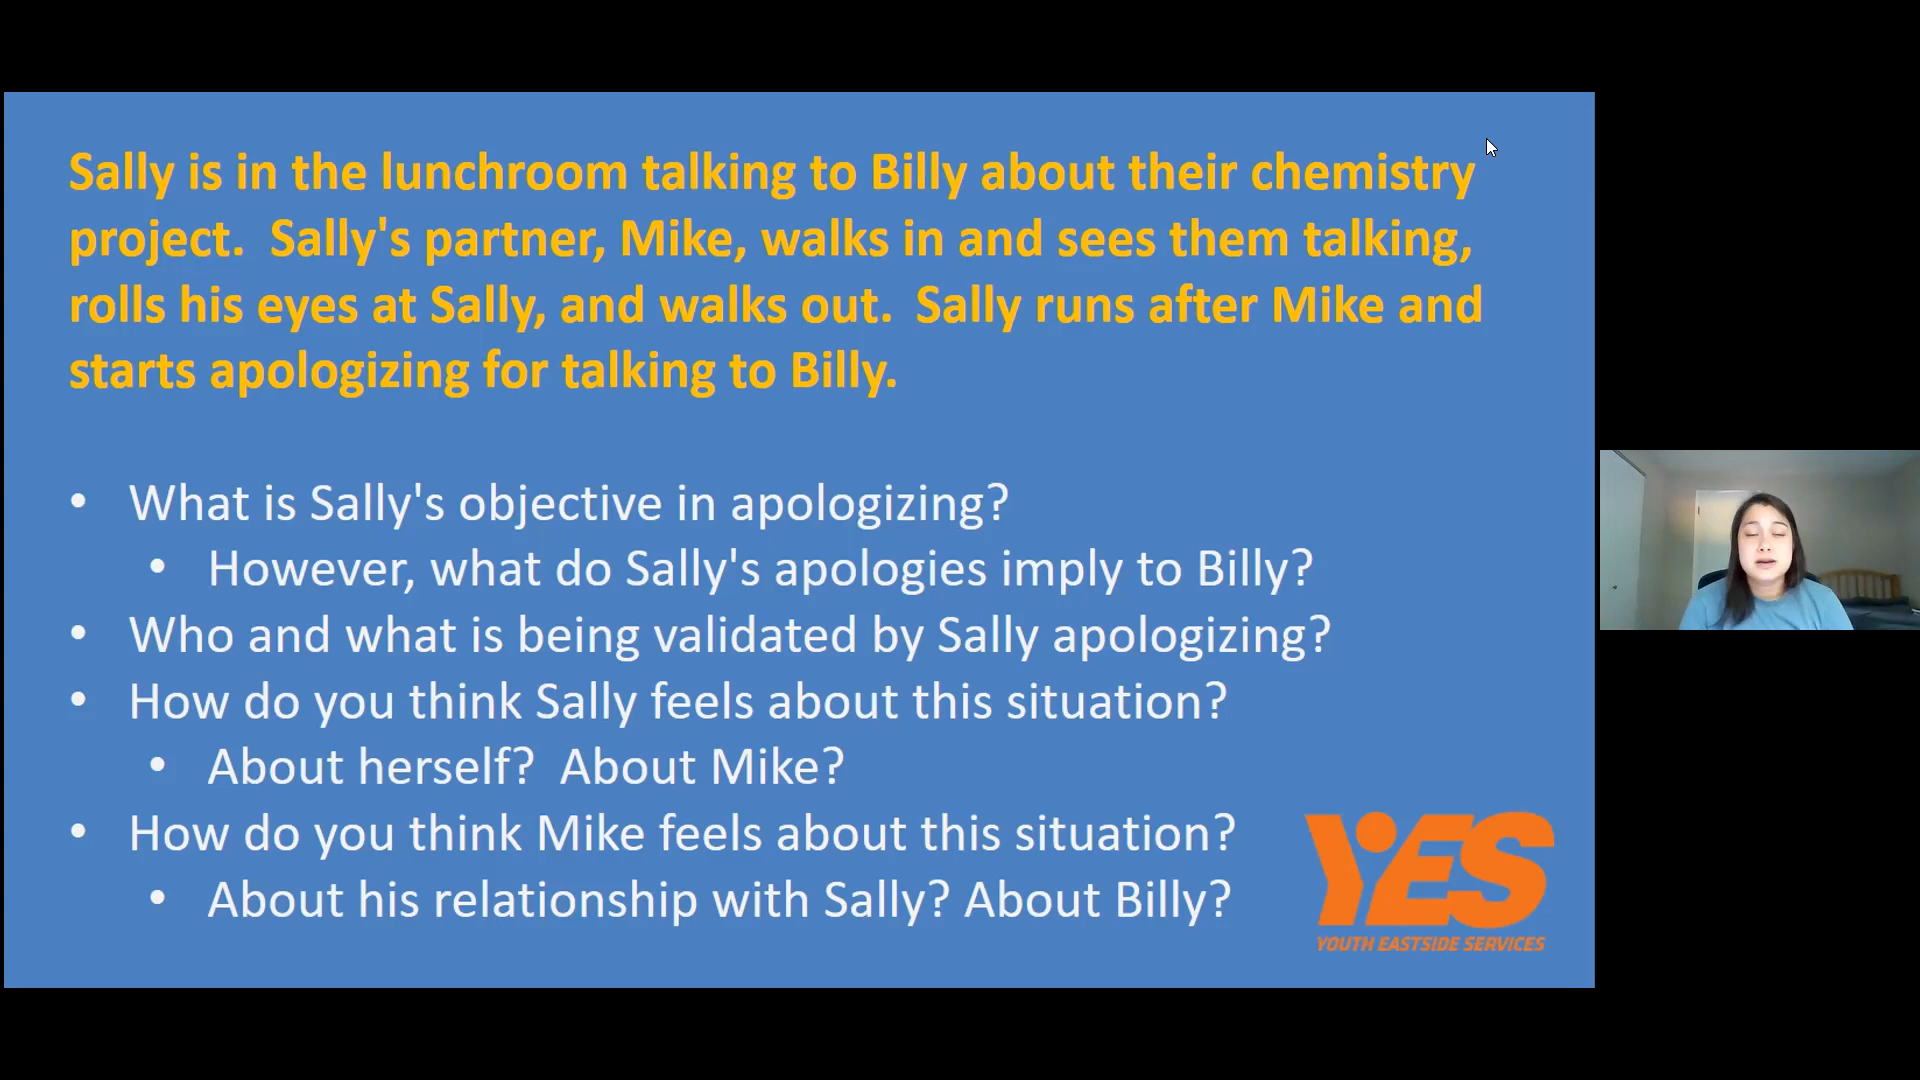 Sally is in the lunchroom talking to Billy about their chemistry
project.  Sally's partner, Mike, walks in and sees them talking,
rolls his eyes at Sally, and walks out.  Sally runs after Mike and
starts apologizing for talking to Billy.
• What is Sally's objective in apologizing?
• However, what do Sally's apologies imply to Billy?
• Who and what is being validated by Sally apologizing?
• How do you think Sally feels about this situation?
• About herself?  About Mike?
• How do you think Mike feels about this situation?
• About his relationship with Sally? About Billy?
YES
YOUTH EASTSIDE SERVICES